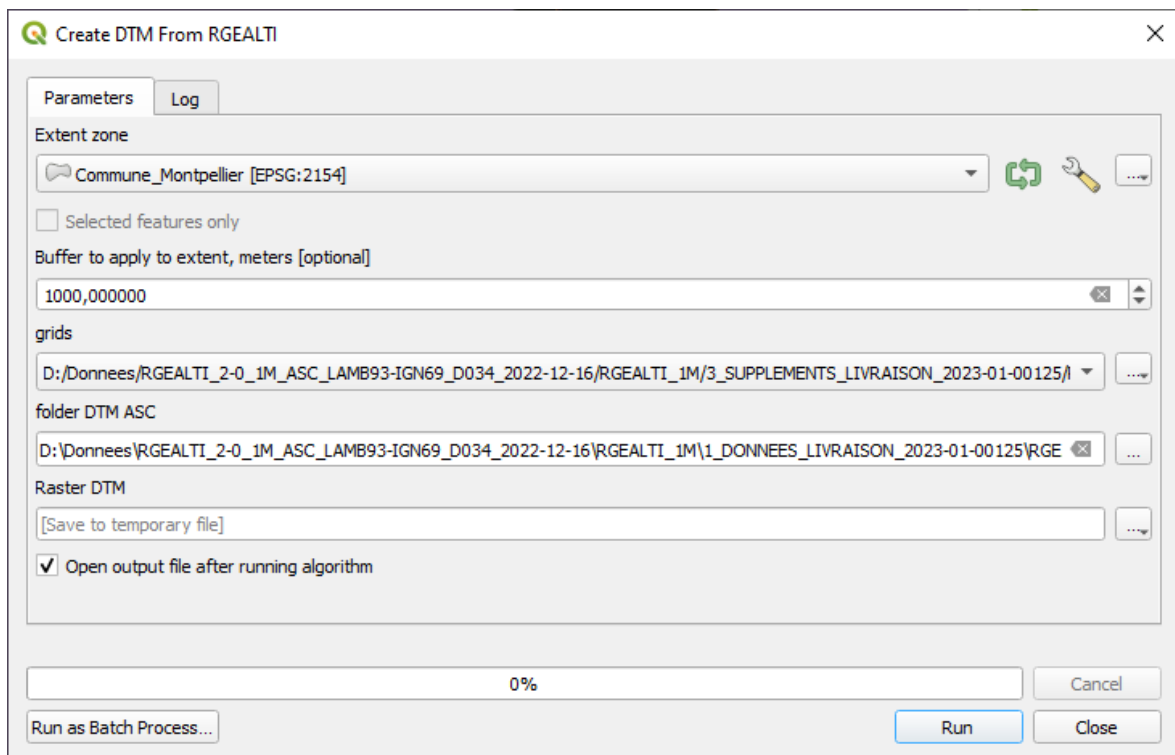 Create DTM From RGEALTI
Parameters
Log
Extent zone
Commune_Montpellier [EPSG:2154]
...
Selected features only
Buffer to apply to extent, meters [optional]
1000,000000
grids
D:/Donnees/RGEALTI_2-0_1M_ASC_LAMB93-IGN69_D034_2022-12-16/RGEALTI_1M/3_SUPPLEMENTS_LIVRAISON_2023-01-00125/
...
folder DTM ASC
D:\Donnees\RGEALTI_2-0_1M_ASC_LAMB93-IGN69_D034_2022-12-16\RGEALTI_1M\1_DONNEES_LIVRAISON_2023-01-00125\RGE
...
Raster DTM
[Save to temporary file]
...
Open output file after running algorithm
0%
Cancel
Run as Batch Process...
Run
Close